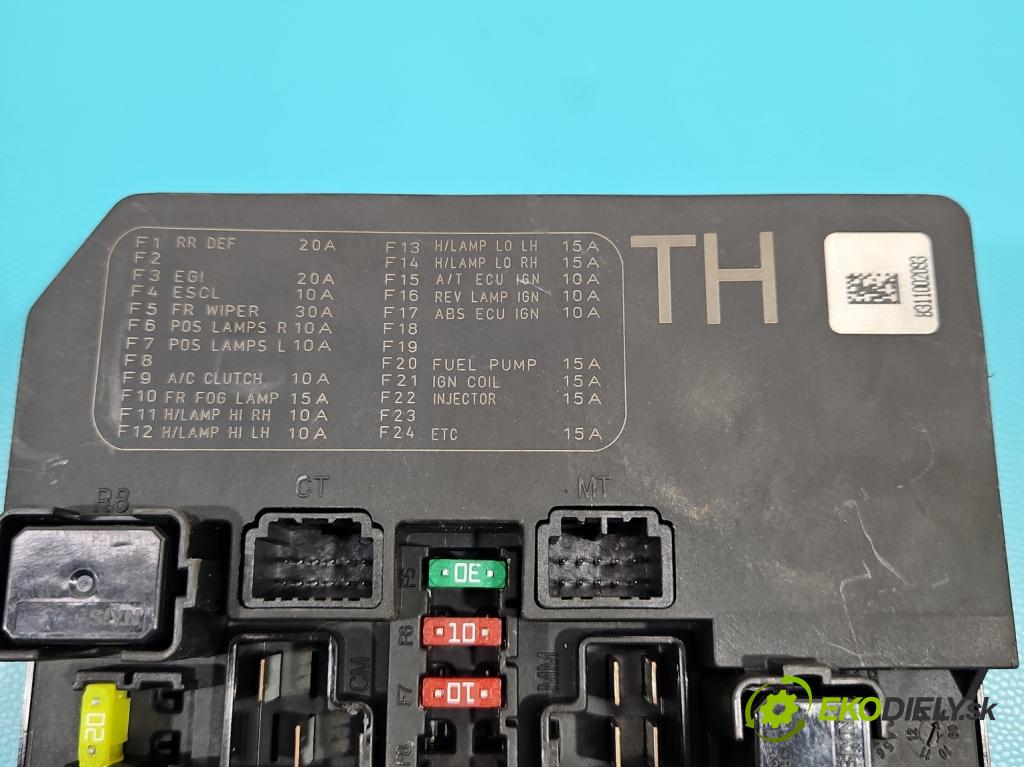 F1 RR DEF 20A
F2
F3 EGI 20A
F4 ESCL 10A
F5 FR WIPER 30A
F6 POS LAMPS R 10A
F7 POS LAMPS L 10A
F8
F9 A/C CLUTCH 10A
F10 FR FOG LAMP 15A
F11 H/LAMP HI RH 10A
F12 H/LAMP HI LH 10A
F13 H/LAMP LO LH 15A
F14 H/LAMP LO RH 15A
F15 A/T ECU IGN 10A
F16 REV LAMP IGN 10A
F17 ABS ECU IGN 10A
F18
F19
F20 FUEL PUMP 15A
F21 IGN COIL 15A
F22 INJECTOR 15A
F23
F24 ETC 15A
TH
R8
CT
MT
F5
30
F6
10
CM
MM
F7
10
20
F8
EKODIELY.sk